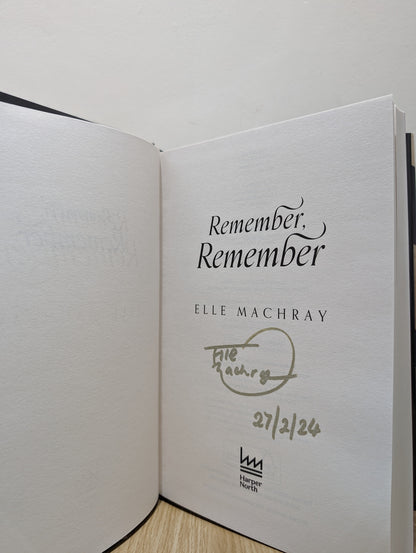 Remember,
Remember
ELLE MACHRAY
Elle
Machray
27/2/24
Harper
North